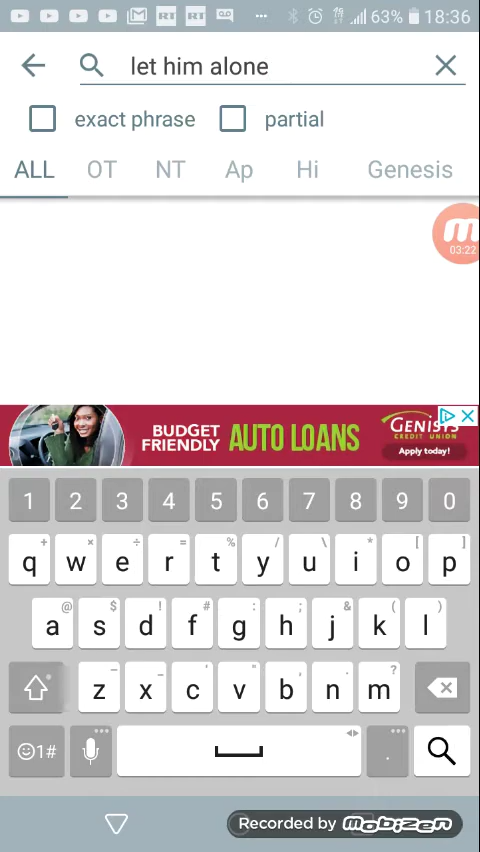 63% 18:36
let him alone
exact phrase partial
ALL OT NT Ap Hi Genesis
03:22
BUDGET FRIENDLY AUTO LOANS
GENISYS
CREDIT UNION
Apply today!
1 2 3 4 5 6 7 8 9 0
q w e r t y u i o p
a s d f g h j k l
z x c v b n m
☺1# .
Recorded by mobizen